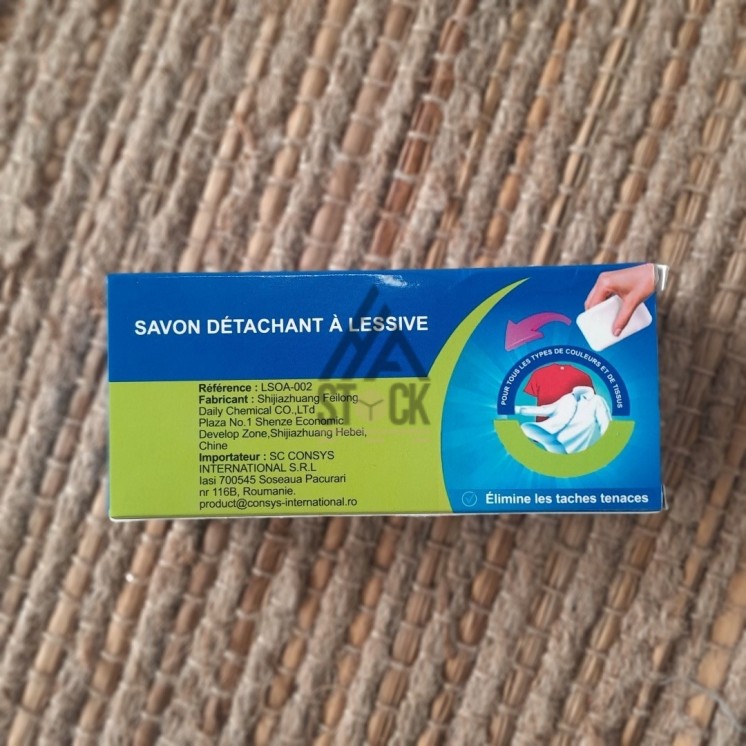 SAVON DÉTACHANT À LESSIVE
Référence : LSOA-002
Fabricant : Shijiazhuang Feilong
Daily Chemical CO.,LTd
Plaza No.1 Shenze Economic
Develop Zone,Shijiazhuang Hebei,
Chine
Importateur : SC CONSYS
INTERNATIONAL S.R.L
Iasi 700545 Soseaua Pacurari
nr 116B, Roumanie.
product@consys-international.ro
POUR TOUS LES TYPES DE COULEURS ET DE TISSUS
Élimine les taches tenaces
STYCK